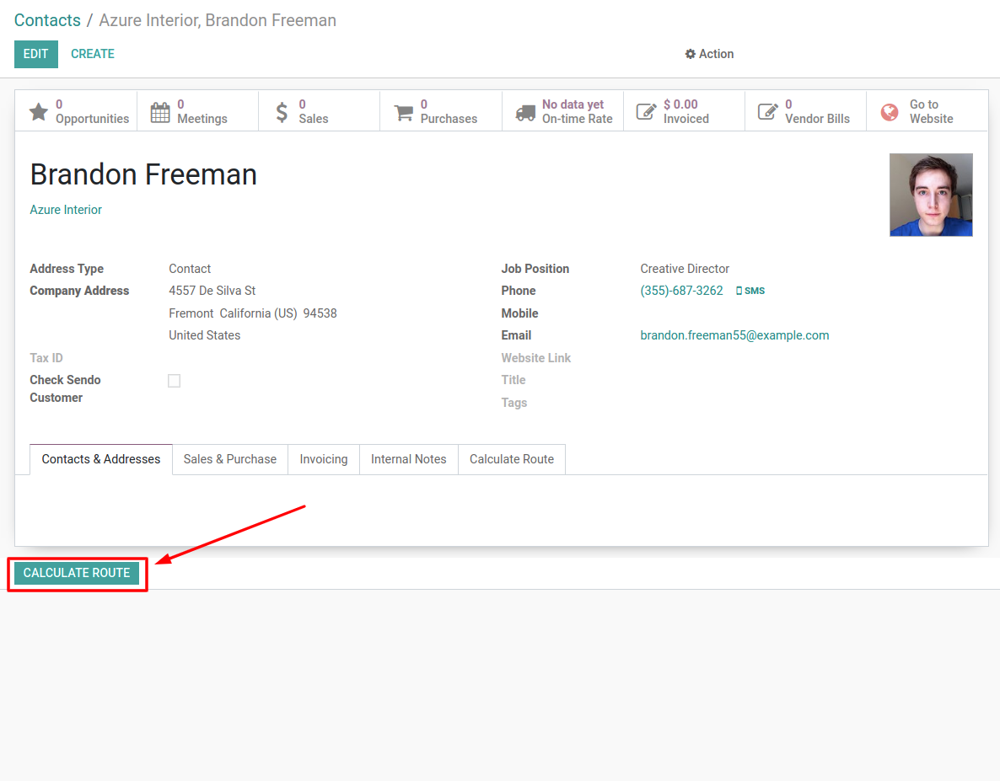 Contacts / Azure Interior, Brandon Freeman
EDIT CREATE Action
0 Opportunities
0 Meetings
0 Sales
0 Purchases
No data yet On-time Rate
$ 0.00 Invoiced
0 Vendor Bills
Go to Website
Brandon Freeman
Azure Interior
Address Type Contact
Company Address 4557 De Silva St
Fremont California (US) 94538
United States
Tax ID
Check Sendo
Customer
Job Position Creative Director
Phone (355)-687-3262 SMS
Mobile
Email brandon.freeman55@example.com
Website Link
Title
Tags
Contacts & Addresses Sales & Purchase Invoicing Internal Notes Calculate Route
CALCULATE ROUTE